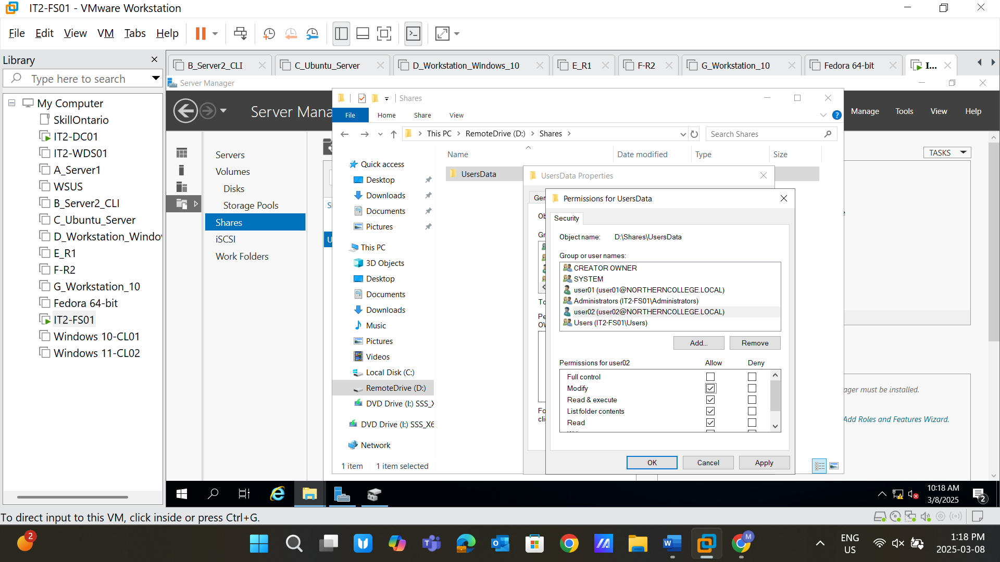 IT2-FS01 - VMware Workstation
File Edit View VM Tabs Help
Library
Type here to search
My Computer
SkillOntario
IT2-DC01
IT2-WDS01
A_Server1
WSUS
B_Server2_CLI
C_Ubuntu_Server
D_Workstation_Windo
E_R1
F-R2
G_Workstation_10
Fedora 64-bit
IT2-FS01
Windows 10-CL01
Windows 11-CL02
B_Server2_CLI C_Ubuntu_Server D_Workstation_Windows_10 E_R1 F-R2 G_Workstation_10 Fedora 64-bit I...
Server Manager
Server Mana
Manage Tools View Help
Servers
Volumes
Disks
Storage Pools
Shares
iSCSI
Work Folders
S
U
TASKS
ager must be installed.
Add Roles and Features Wizard.
Shares
File Home Share View
This PC RemoteDrive (D:) Shares
Search Shares
Quick access
Desktop
Downloads
Documents
Pictures
This PC
3D Objects
Desktop
Documents
Downloads
Music
Pictures
Videos
Local Disk (C:)
RemoteDrive (D:)
DVD Drive (I:) SSS_X
DVD Drive (I:) SSS_X6
Network
Name Date modified Type Size
UsersData
1 item 1 item selected
UsersData Properties
Ger
Ob
Gr
To
Pe
OW
Fo
clic
Permissions for UsersData
Security
Object name: D:\Shares\UsersData
Group or user names:
CREATOR OWNER
SYSTEM
user01 (user01@NORTHERNCOLLEGE.LOCAL)
Administrators (IT2-FS01\Administrators)
user02 (user02@NORTHERNCOLLEGE.LOCAL)
Users (IT2-FS01\Users)
Add... Remove
Permissions for user02 Allow Deny
Full control
Modify
Read & execute
List folder contents
Read
OK Cancel Apply
10:18 AM
3/8/2025
2
To direct input to this VM, click inside or press Ctrl+G.
2
ENG
US
1:18 PM
2025-03-08